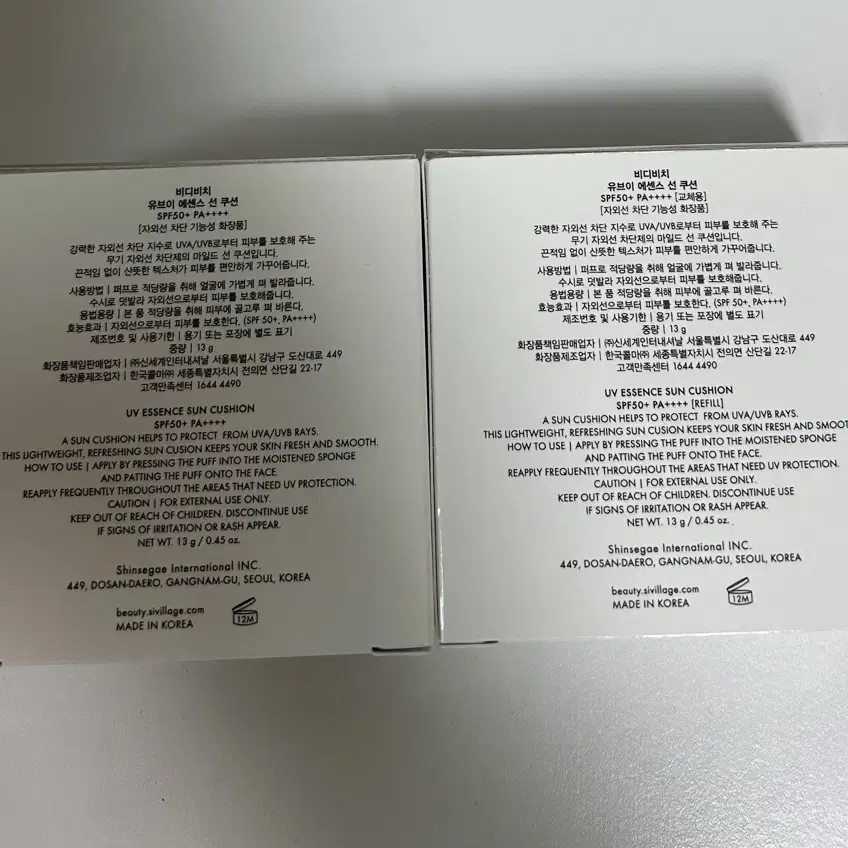 비디비치
유브이 에센스 선 쿠션
SPF50+ PA++++
[자외선 차단 기능성 화장품]
강력한 자외선 차단 지수로 UVA/UVB로부터 피부를 보호해 주는
무기 자외선 차단제의 마일드 선 쿠션입니다.
끈적임 없이 산뜻한 텍스처가 피부를 편안하게 가꾸어줍니다.
사용방법 | 퍼프로 적당량을 취해 얼굴에 가볍게 펴 발라줍니다.
수시로 덧발라 자외선으로부터 피부를 보호해줍니다.
용법용량 | 본 품 적당량을 취해 피부에 골고루 펴 바른다.
효능효과 | 자외선으로부터 피부를 보호한다. (SPF 50+, PA++++)
제조번호 및 사용기한 | 용기 또는 포장에 별도 표기
중량 | 13 g
화장품책임판매업자 | ㈜신세계인터내셔날 서울특별시 강남구 도산대로 449
화장품제조업자 | 한국콜마㈜ 세종특별자치시 전의면 산단길 22-17
고객만족센터 1644 4490
UV ESSENCE SUN CUSHION
SPF50+ PA++++
A SUN CUSHION HELPS TO PROTECT FROM UVA/UVB RAYS.
THIS LIGHTWEIGHT, REFRESHING SUN CUSION KEEPS YOUR SKIN FRESH AND SMOOTH.
HOW TO USE | APPLY BY PRESSING THE PUFF INTO THE MOISTENED SPONGE
AND PATTING THE PUFF ONTO THE FACE.
REAPPLY FREQUENTLY THROUGHOUT THE AREAS THAT NEED UV PROTECTION.
CAUTION | FOR EXTERNAL USE ONLY.
KEEP OUT OF REACH OF CHILDREN. DISCONTINUE USE
IF SIGNS OF IRRITATION OR RASH APPEAR.
NET WT. 13 g / 0.45 oz.
Shinsegae International INC.
449, DOSAN-DAERO, GANGNAM-GU, SEOUL, KOREA
beauty.sivillage.com
MADE IN KOREA
12M
비디비치
유브이 에센스 선 쿠션
SPF50+ PA++++ [교체용]
[자외선 차단 기능성 화장품]
강력한 자외선 차단 지수로 UVA/UVB로부터 피부를 보호해 주는
무기 자외선 차단제의 마일드 선 쿠션입니다.
끈적임 없이 산뜻한 텍스처가 피부를 편안하게 가꾸어줍니다.
사용방법 | 퍼프로 적당량을 취해 얼굴에 가볍게 펴 발라줍니다.
수시로 덧발라 자외선으로부터 피부를 보호해줍니다.
용법용량 | 본 품 적당량을 취해 피부에 골고루 펴 바른다.
효능효과 | 자외선으로부터 피부를 보호한다. (SPF 50+, PA++++)
제조번호 및 사용기한 | 용기 또는 포장에 별도 표기
중량 | 13 g
화장품책임판매업자 | ㈜신세계인터내셔날 서울특별시 강남구 도산대로 449
화장품제조업자 | 한국콜마㈜ 세종특별자치시 전의면 산단길 22-17
고객만족센터 1644 4490
UV ESSENCE SUN CUSHION
SPF50+ PA++++ [REFILL]
A SUN CUSHION HELPS TO PROTECT FROM UVA/UVB RAYS.
THIS LIGHTWEIGHT, REFRESHING SUN CUSION KEEPS YOUR SKIN FRESH AND
HOW TO USE | APPLY BY PRESSING THE PUFF INTO THE MOISTENED SPONGE
AND PATTING THE PUFF ONTO THE FACE.
REAPPLY FREQUENTLY THROUGHOUT THE AREAS THAT NEED UV PROTECTION.
CAUTION | FOR EXTERNAL USE ONLY.
KEEP OUT OF REACH OF CHILDREN. DISCONTINUE USE
IF SIGNS OF IRRITATION OR RASH APPEAR.
NET WT. 13 g / 0.45 oz.
Shinsegae International INC.
449, DOSAN-DAERO, GANGNAM-GU, SEOUL, KOREA
beauty.sivillage.com
MADE IN KOREA
12M